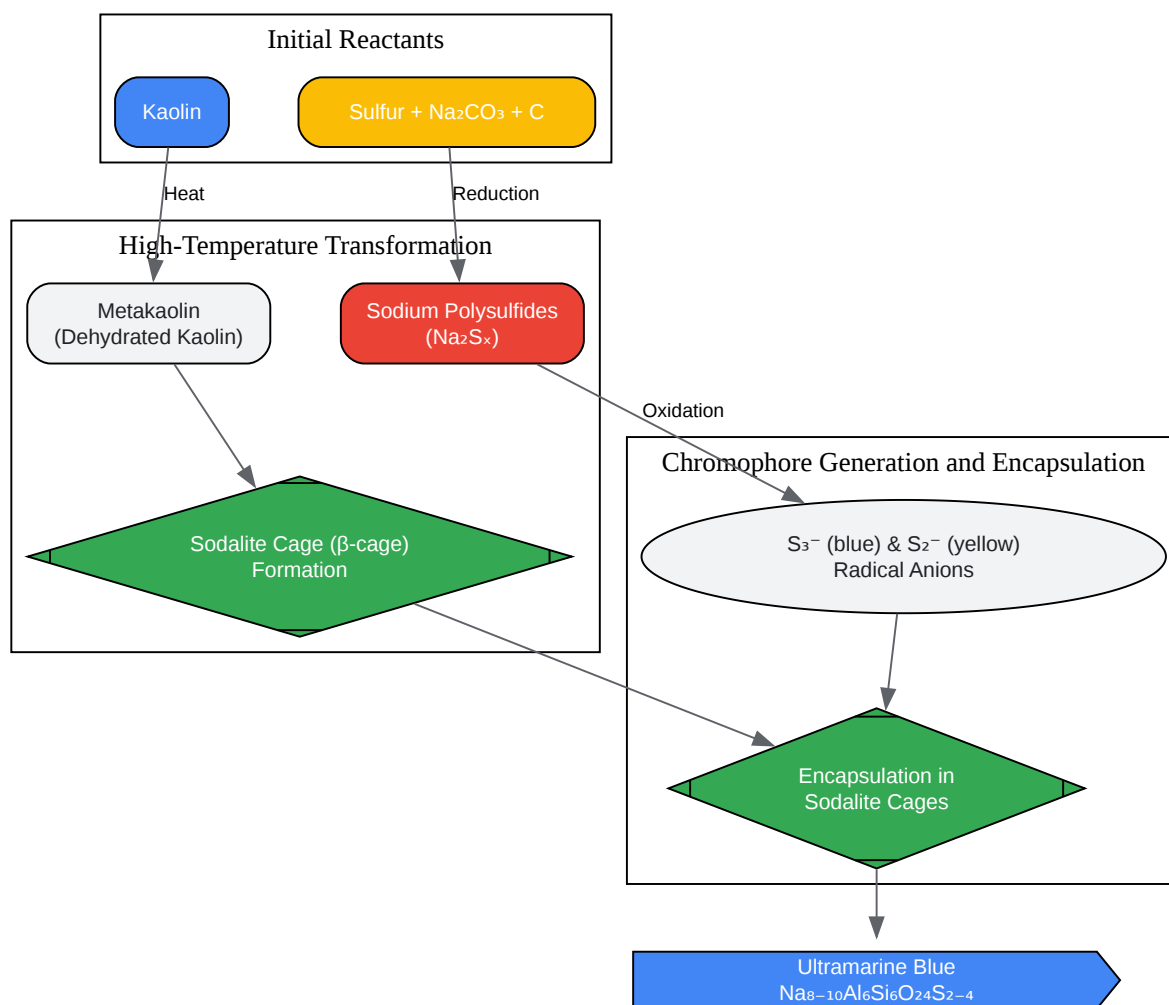 Initial Reactants
Kaolin
Sulfur + Na₂CO₃ + C
Heat
Reduction
High-Temperature Transformation
Metakaolin
(Dehydrated Kaolin)
Sodium Polysulfides
(Na₂Sₓ)
Oxidation
Chromophore Generation and Encapsulation
Sodalite Cage (β-cage)
Formation
S₃⁻ (blue) & S₂⁻ (yellow)
Radical Anions
Encapsulation in
Sodalite Cages
Ultramarine Blue
Na₈₋₁₀Al₆Si₆O₂₄S₂₋₄